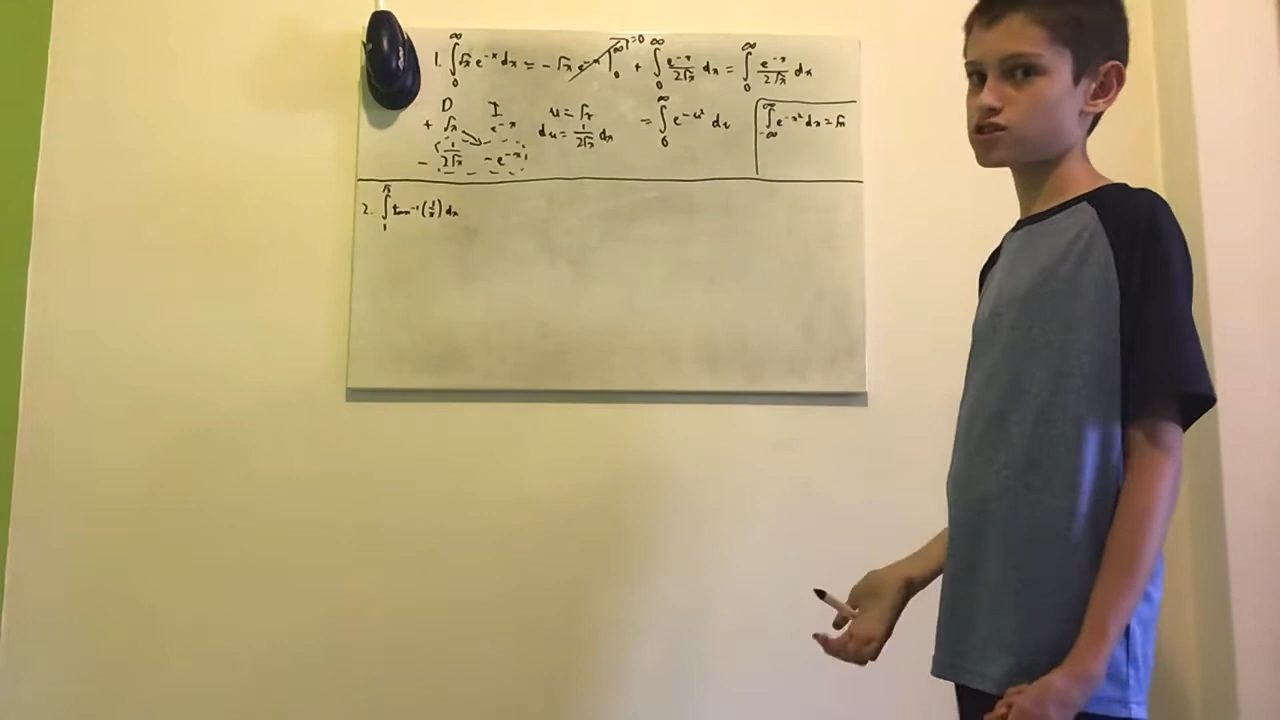 1. ∫₀^∞ √x e^-x dx = -√x e^-x |₀^∞ =0 + ∫₀^∞ e^-x/2√x dx = ∫₀^∞ e^-x/2√x dx
D I u = √x = ∫₀^∞ e^-u² du ∫_-∞^∞ e^-x² dx = √π
+ √x e^-x du = 1/2√x dx
- 1/2√x -e^-x
2. ∫₁^√3 tan⁻¹(1/x) dx